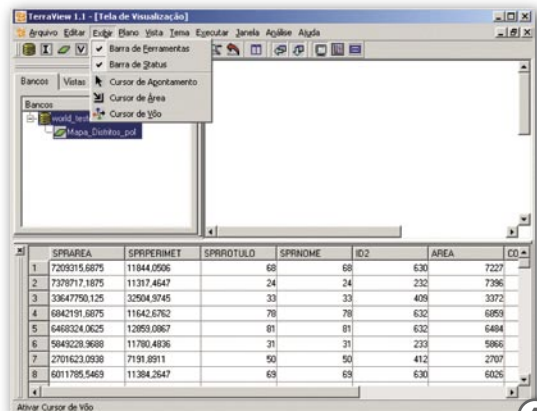 TerraView 1.1 - [Tela de Visualização]
Arquivo Editar Exibir Plano Vista Tema Executar Janela Análise Ajuda
Barra de Ferramentas
Barra de Status
Cursor de Apontamento
Cursor de Área
Cursor de Vôo
Bancos Vistas
Bancos
Mapa_Distritos_pol
SPRAREA SPRPERIMET SPRROTULO SPRNOME ID2 AREA
1 7209315,6875 11844,0506 68 68 630 7227
2 7378717,1875 11317,4647 24 24 232 7396
3 33647750,125 32504,9745 33 33 409 3372
4 6842191,6875 11642,6762 78 78 632 6859
5 6468324,0625 12859,0867 81 81 632 6484
6 5849228,9688 11780,4836 31 31 233 5866
7 2701623,0938 7191,8911 50 50 412 2707
8 6011785,5469 11384,2647 69 69 630 6026
Ativar Cursor de Vôo